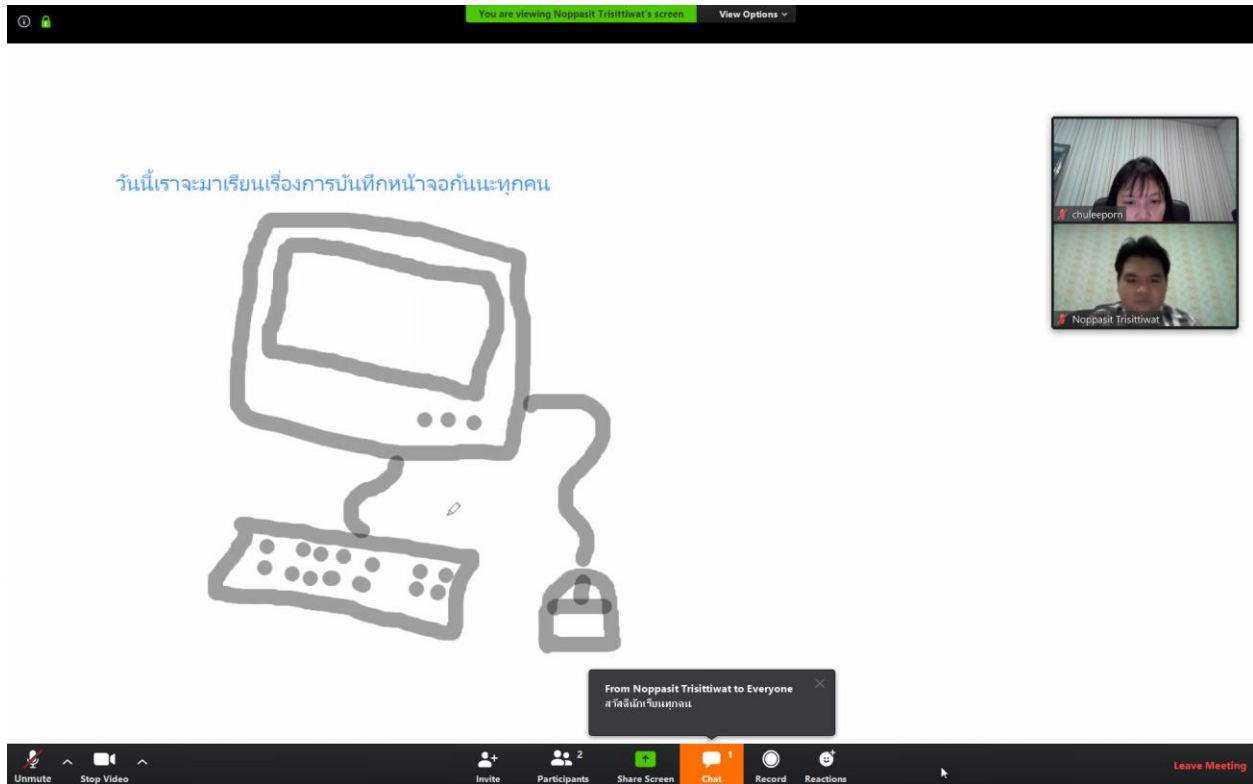 You are viewing Noppasit Trisittiwat's screen
View Options
วันนี้เราจะมาเรียนเรื่องการบันทึกหน้าจอกันนะทุกคน
chuleeporn
Noppasit Trisittiwat
From Noppasit Trisittiwat to Everyone
สวัสดีนักเรียนทุกคน
Unmute
Stop Video
Invite
2
Participants
Share Screen
1
Chat
Record
Reactions
Leave Meeting